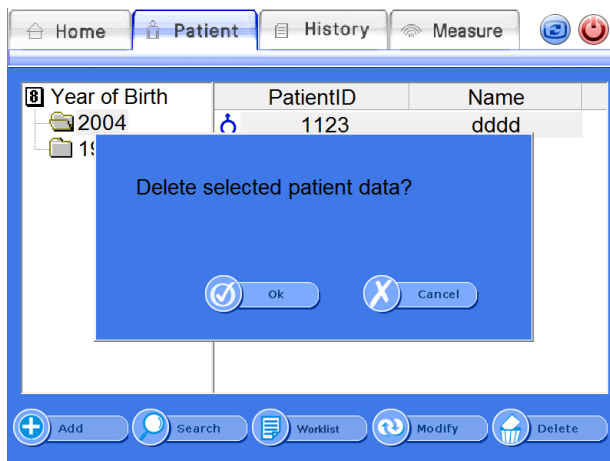 Home Patient History Measure
8 Year of Birth PatientID Name
2004 1123 dddd
Delete selected patient data?
Ok Cancel
Add Search Worklist Modify Delete